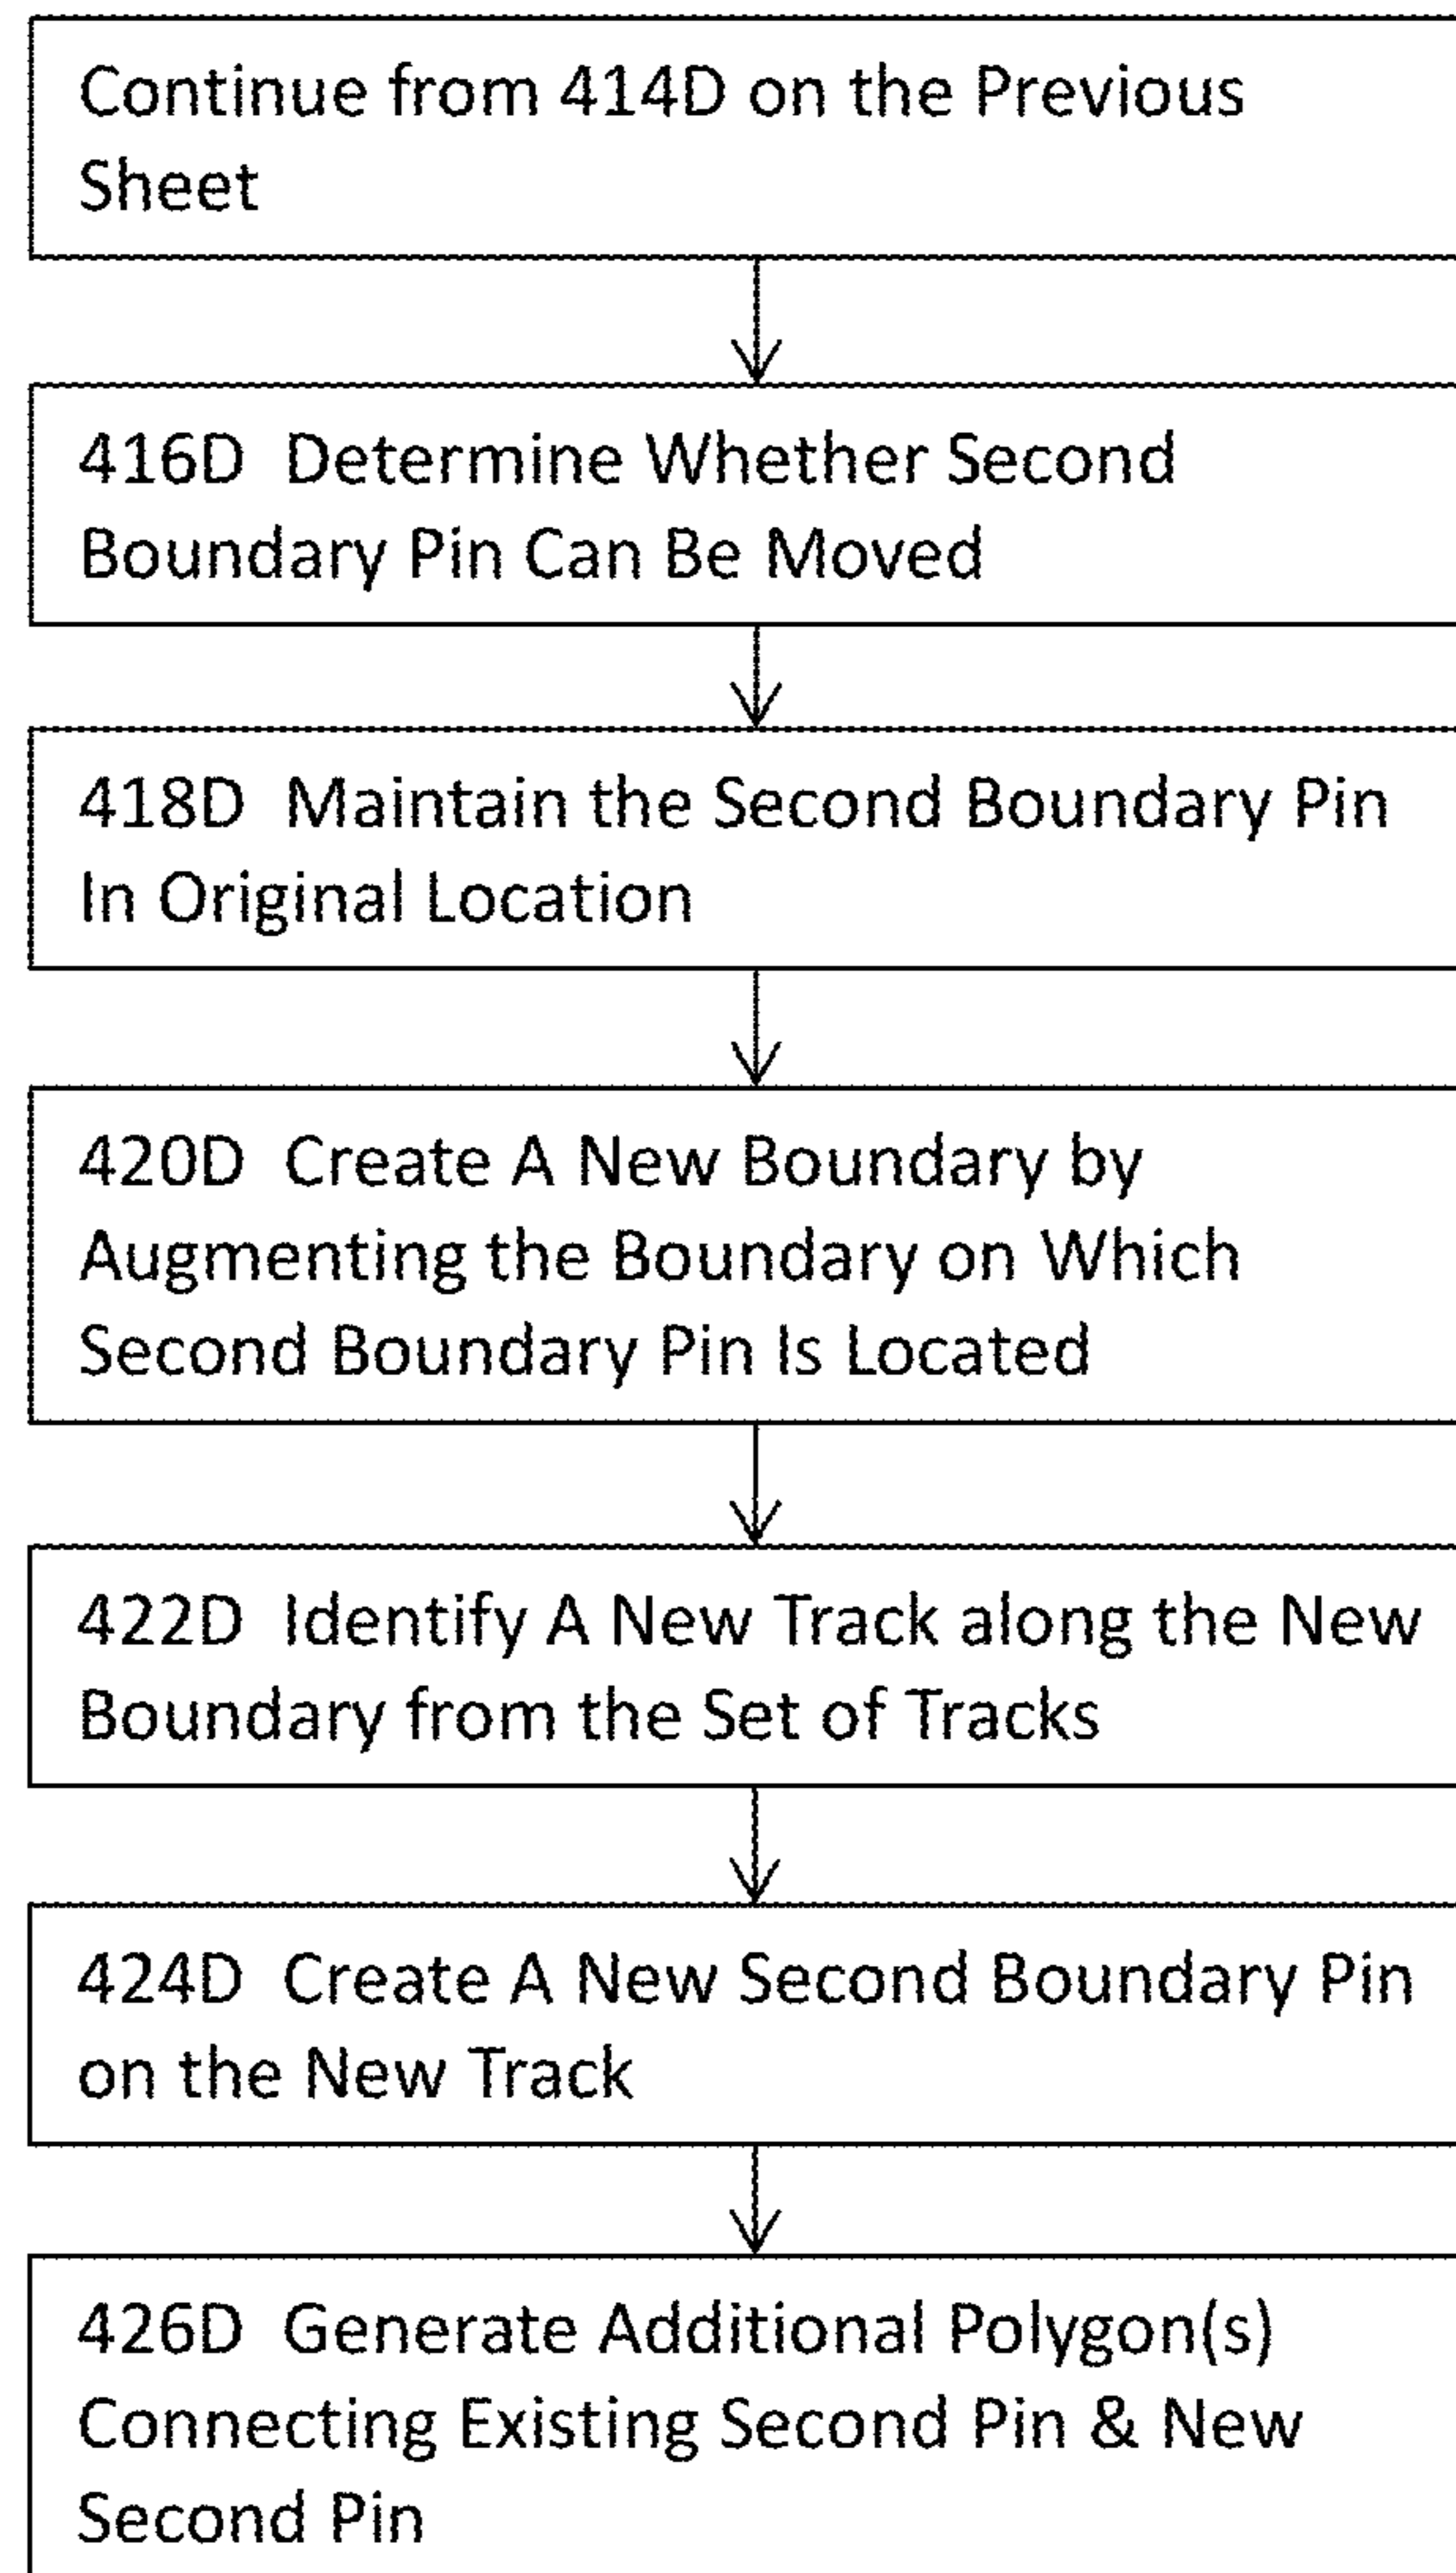 Continue from 414D on the Previous
Sheet
416D Determine Whether Second
Boundary Pin Can Be Moved
418D Maintain the Second Boundary Pin
In Original Location
420D Create A New Boundary by
Augmenting the Boundary on Which
Second Boundary Pin Is Located
422D Identify A New Track along the New
Boundary from the Set of Tracks
424D Create A New Second Boundary Pin
on the New Track
426D Generate Additional Polygon(s)
Connecting Existing Second Pin & New
Second Pin